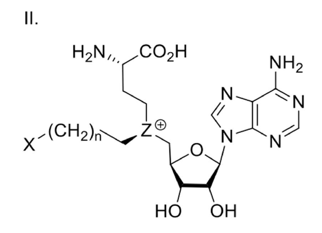 II.
H₂N CO₂H
NH₂
N N
X (CH₂)n Z ⊕ N N
O
HO OH